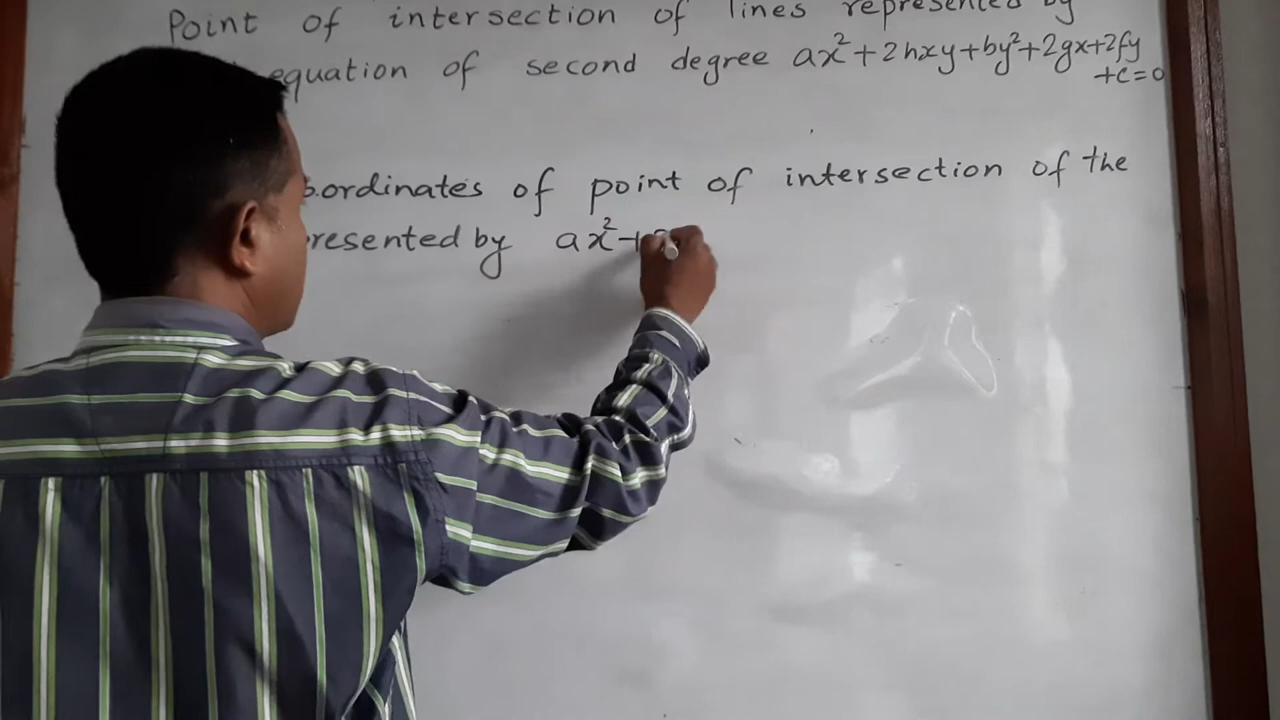 Point of intersection of lines represented by
equation of second degree ax²+2hxy+by²+2gx+2fy
+c=0
ordinates of point of intersection of the
resented by ax²+